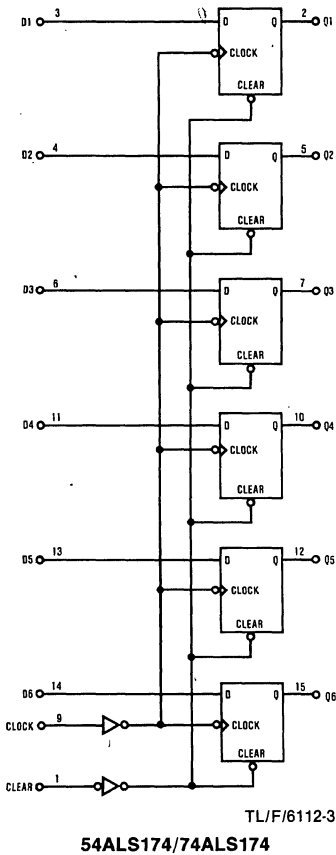 D1 3 D Q 2 Q1
CLOCK
CLEAR
D2 4 D Q 5 Q2
CLOCK
CLEAR
D3 6 D Q 7 Q3
CLOCK
CLEAR
D4 11 D Q 10 Q4
CLOCK
CLEAR
D5 13 D Q 12 Q5
CLOCK
CLEAR
D6 14 D Q 15 Q6
CLOCK 9 CLOCK
CLEAR
CLEAR 1
TL/F/6112-3
54ALS174/74ALS174